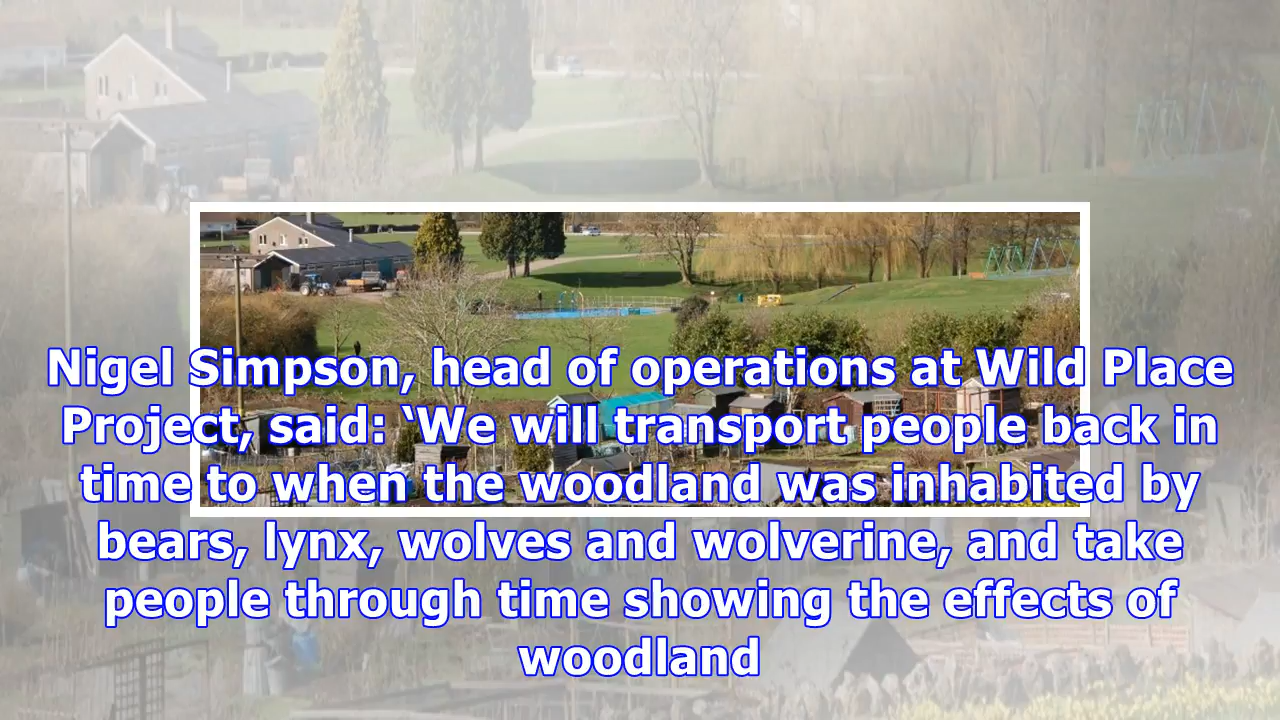 Nigel Simpson, head of operations at Wild Place
Project, said: ‘We will transport people back in
time to when the woodland was inhabited by
bears, lynx, wolves and wolverine, and take
people through time showing the effects of
woodland